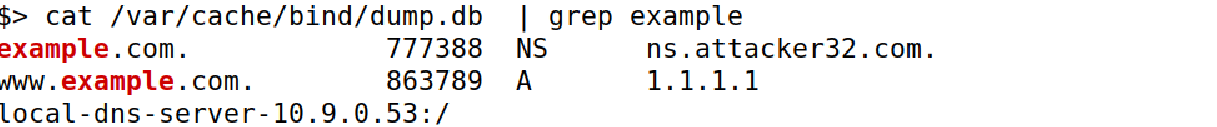 $> cat /var/cache/bind/dump.db  | grep example
example.com.            777388  NS      ns.attacker32.com.
www.example.com.        863789  A       1.1.1.1
local-dns-server-10.9.0.53:/